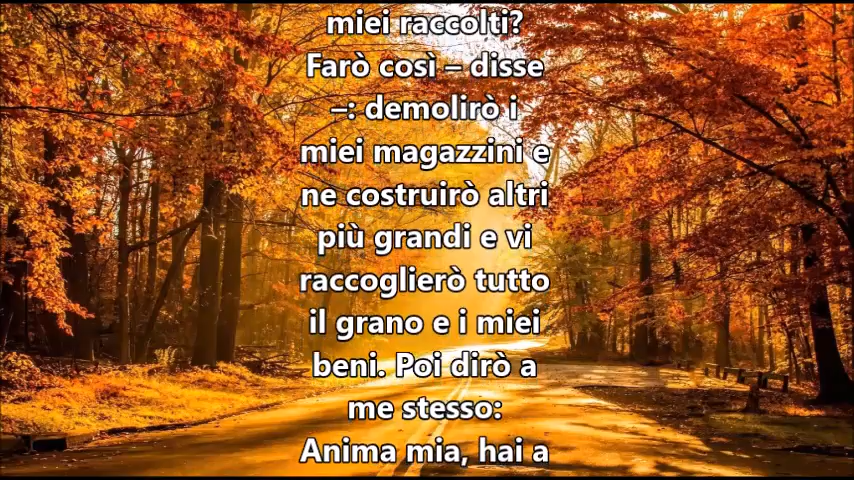 miei raccolti?
Farò così – disse
–: demolirò i
miei magazzini e
ne costruirò altri
più grandi e vi
raccoglierò tutto
il grano e i miei
beni. Poi dirò a
me stesso:
Anima mia, hai a